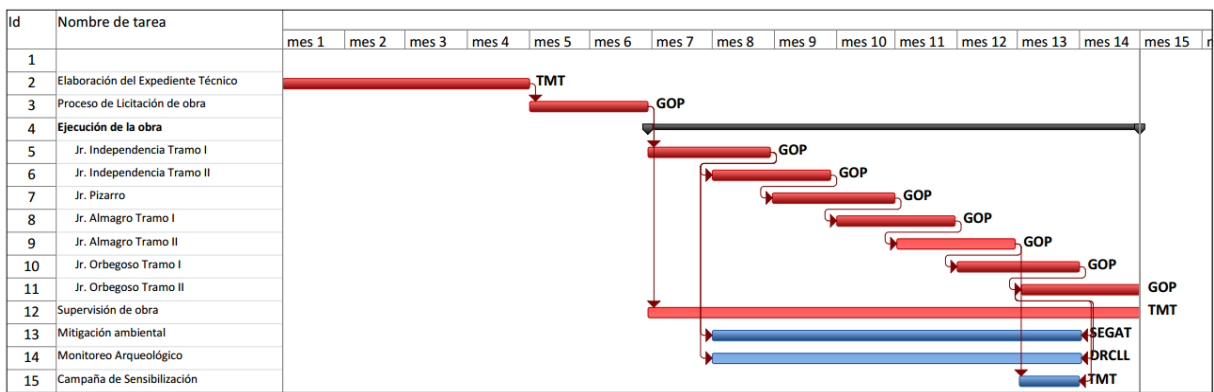 Id Nombre de tarea
mes 1 mes 2 mes 3 mes 4 mes 5 mes 6 mes 7 mes 8 mes 9 mes 10 mes 11 mes 12 mes 13 mes 14 mes 15
1
2 Elaboración del Expediente Técnico TMT
3 Proceso de Licitación de obra GOP
4 Ejecución de la obra
5 Jr. Independencia Tramo I GOP
6 Jr. Independencia Tramo II GOP
7 Jr. Pizarro GOP
8 Jr. Almagro Tramo I GOP
9 Jr. Almagro Tramo II GOP
10 Jr. Orbegoso Tramo I GOP
11 Jr. Orbegoso Tramo II GOP
12 Supervisión de obra TMT
13 Mitigación ambiental SEGAT
14 Monitoreo Arqueológico DRCLL
15 Campaña de Sensibilización TMT